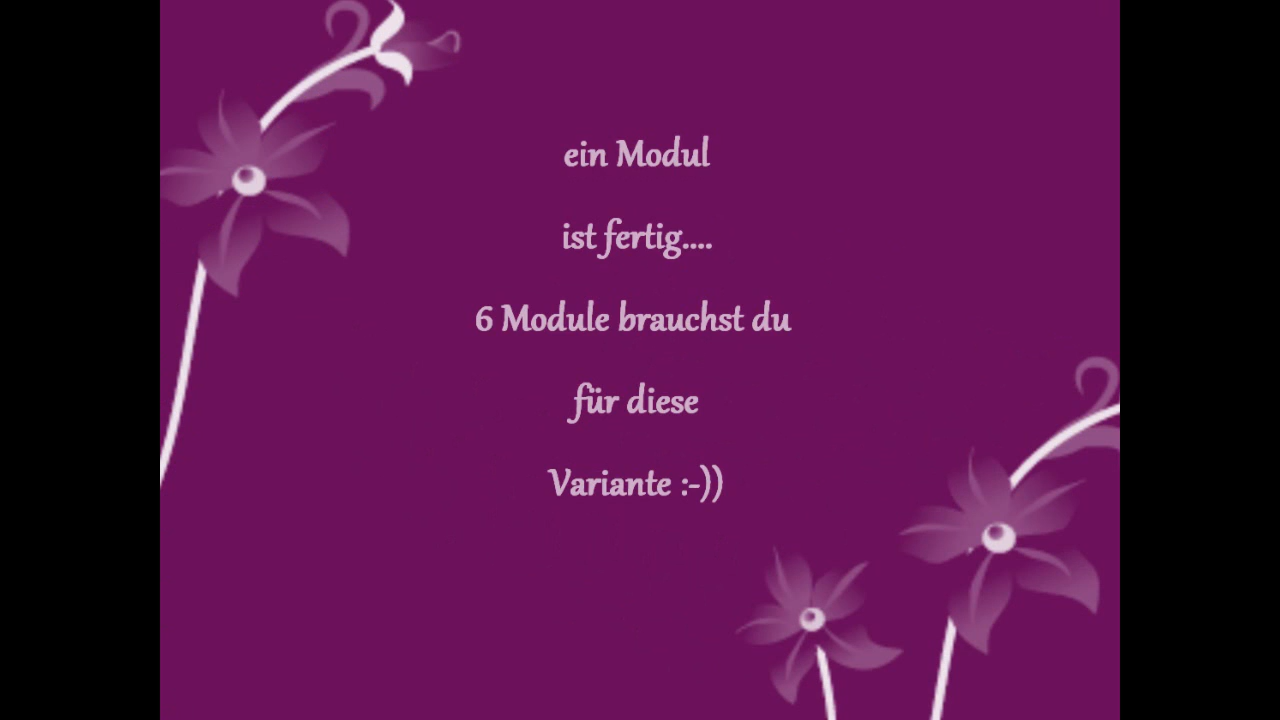 ein Modul
ist fertig....
6 Module brauchst du
für diese
Variante :-))